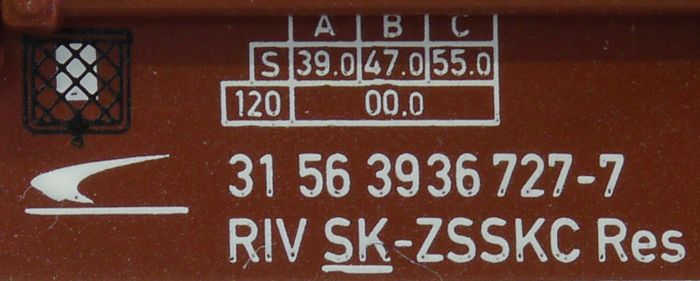 A B C
S 39.0 47.0 55.0
120 00.0
31 56 3936 727-7
RIV SK-ZSSKC Res